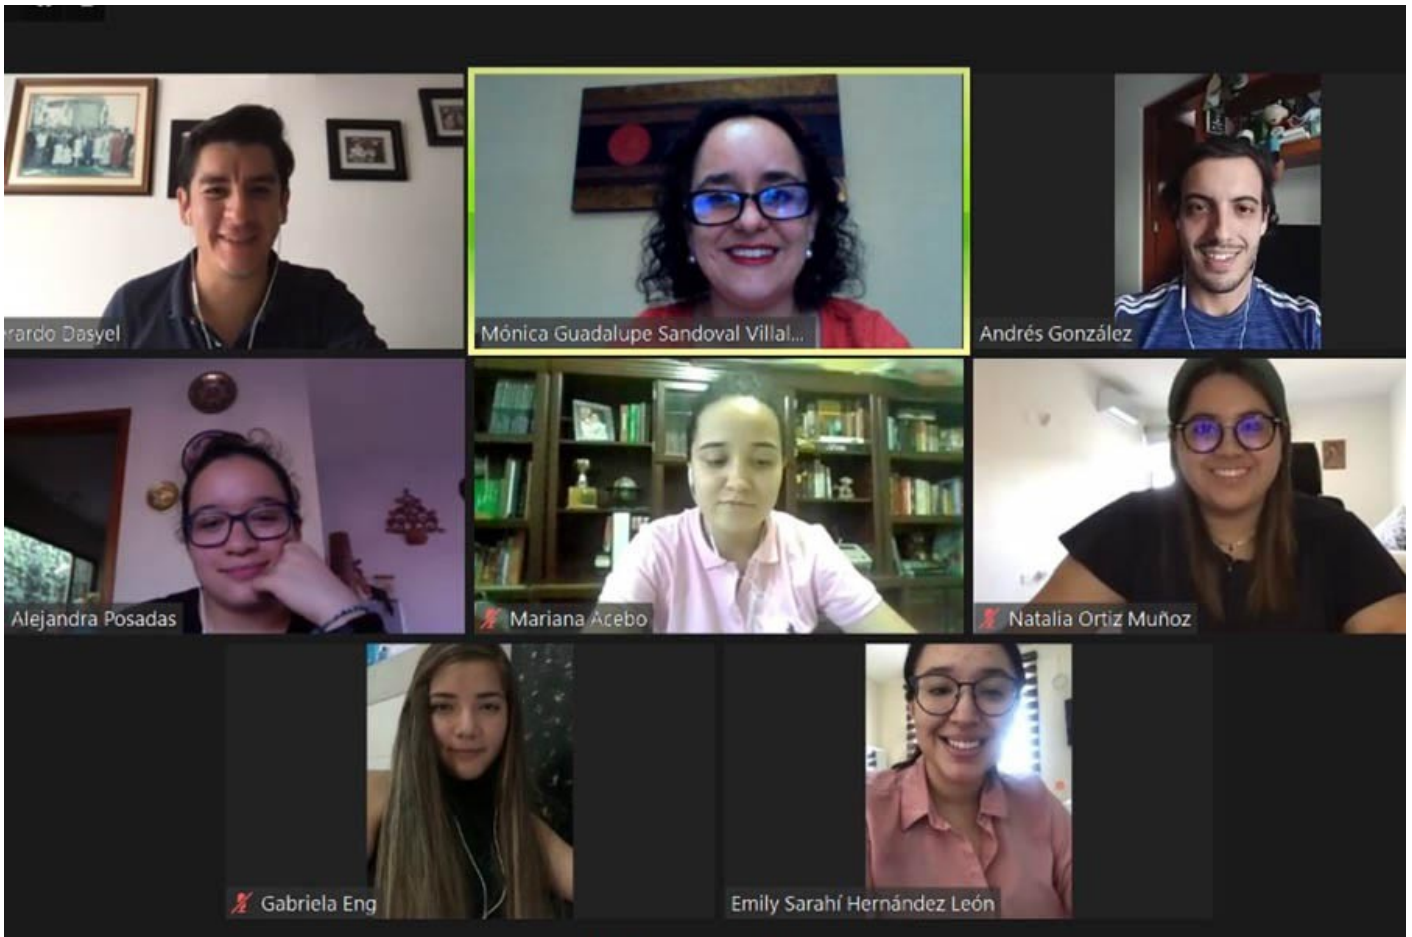 erardo Dasyel
Mónica Guadalupe Sandoval Villal...
Andrés González
Alejandra Posadas
Mariana Acebo
Natalia Ortiz Muñoz
Gabriela Eng
Emily Sarahí Hernández León